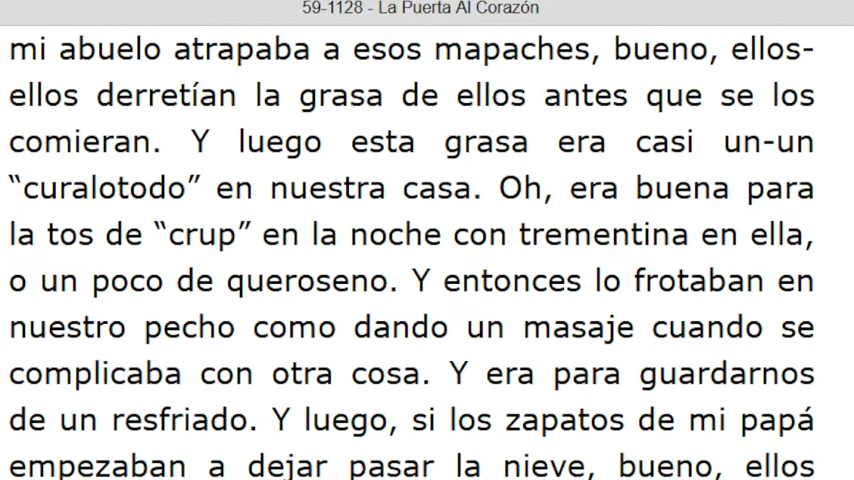 59-1128 - La Puerta Al Corazón
mi abuelo atrapaba a esos mapaches, bueno, ellos-
ellos derretían la grasa de ellos antes que se los
comieran. Y luego esta grasa era casi un-un
“curalotodo” en nuestra casa. Oh, era buena para
la tos de “crup” en la noche con trementina en ella,
o un poco de queroseno. Y entonces lo frotaban en
nuestro pecho como dando un masaje cuando se
complicaba con otra cosa. Y era para guardarnos
de un resfriado. Y luego, si los zapatos de mi papá
empezaban a dejar pasar la nieve, bueno, ellos